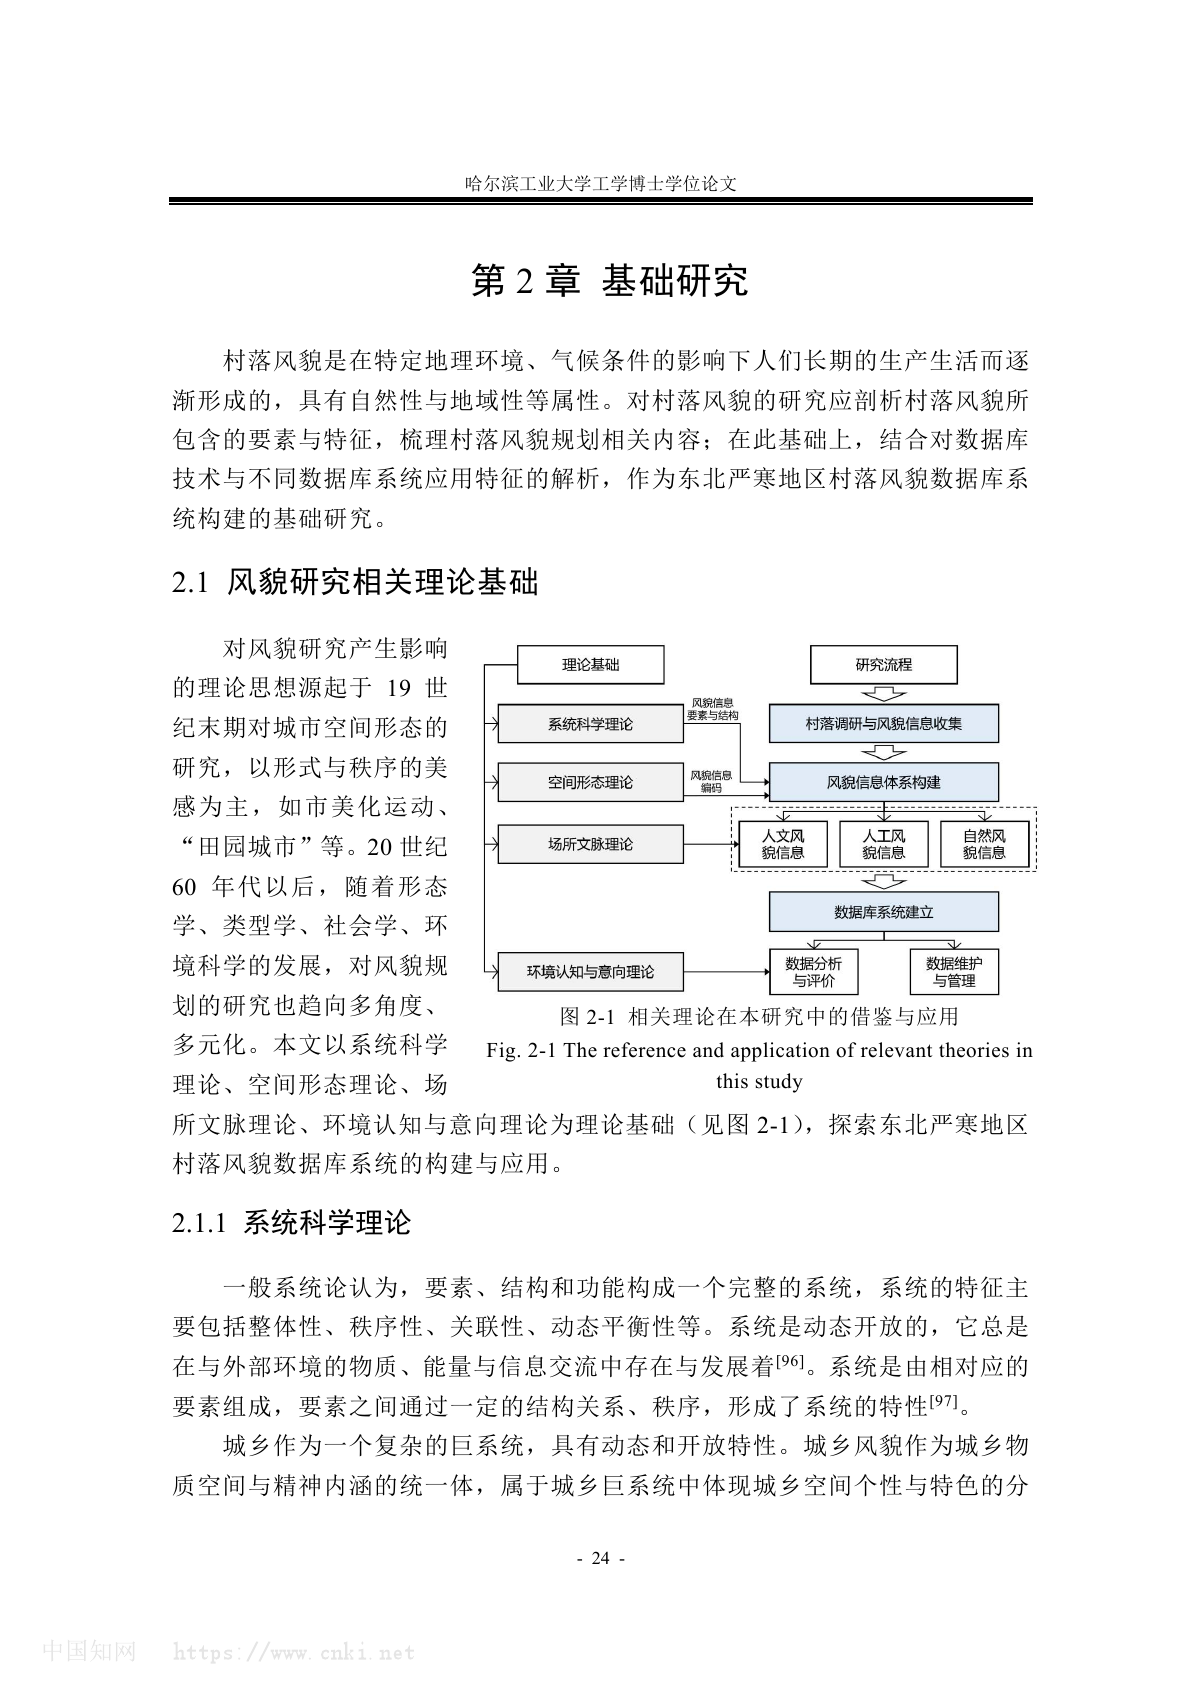 哈尔滨工业大学工学博士学位论文
第 2 章 基础研究
村落风貌是在特定地理环境、气候条件的影响下人们长期的生产生活而逐
渐形成的，具有自然性与地域性等属性。对村落风貌的研究应剖析村落风貌所
包含的要素与特征，梳理村落风貌规划相关内容；在此基础上，结合对数据库
技术与不同数据库系统应用特征的解析，作为东北严寒地区村落风貌数据库系
统构建的基础研究。
2.1 风貌研究相关理论基础
对风貌研究产生影响
的理论思想源起于 19 世
纪末期对城市空间形态的
研究，以形式与秩序的美
感为主，如市美化运动、
“田园城市”等。20 世纪
60 年代以后，随着形态
学、类型学、社会学、环
境科学的发展，对风貌规
划的研究也趋向多角度、
多元化。本文以系统科学
理论、空间形态理论、场
理论基础
研究流程
系统科学理论
风貌信息
要素与结构
村落调研与风貌信息收集
空间形态理论
风貌信息
编码
风貌信息体系构建
场所文脉理论
人文风
貌信息
人工风
貌信息
自然风
貌信息
数据库系统建立
环境认知与意向理论
数据分析
与评价
数据维护
与管理
图 2-1 相关理论在本研究中的借鉴与应用
Fig. 2-1 The reference and application of relevant theories in
this study
所文脉理论、环境认知与意向理论为理论基础（见图 2-1），探索东北严寒地区
村落风貌数据库系统的构建与应用。
2.1.1 系统科学理论
一般系统论认为，要素、结构和功能构成一个完整的系统，系统的特征主
要包括整体性、秩序性、关联性、动态平衡性等。系统是动态开放的，它总是
在与外部环境的物质、能量与信息交流中存在与发展着[96]。系统是由相对应的
要素组成，要素之间通过一定的结构关系、秩序，形成了系统的特性[97]。
城乡作为一个复杂的巨系统，具有动态和开放特性。城乡风貌作为城乡物
质空间与精神内涵的统一体，属于城乡巨系统中体现城乡空间个性与特色的分
- 24 -
中国知网 https://www.cnki.net